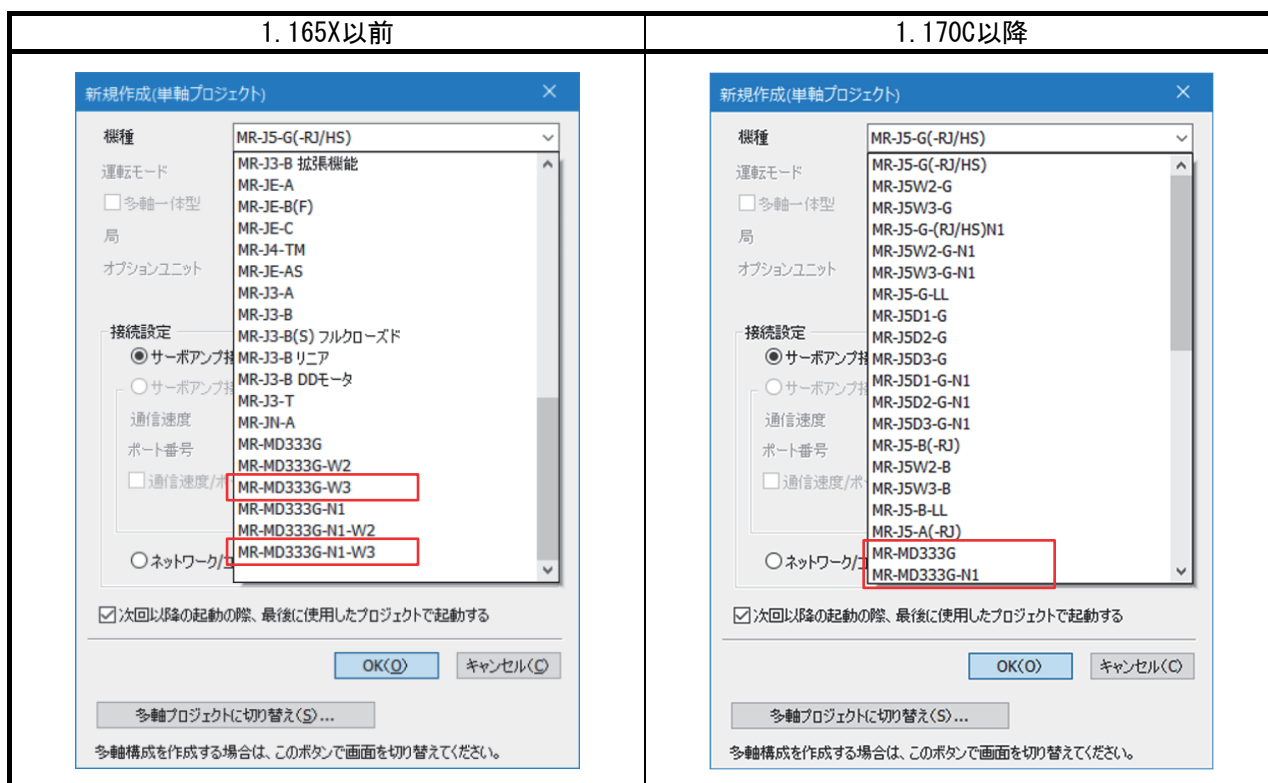 1.165X以前
1.170C以降
新規作成(単軸プロジェクト)
機種
MR-J5-G(-RJ/HS)
運転モード
多軸一体型
局
オプションユニット
接続設定
サーボアンプ接
サーボアンプ接
通信速度
ポート番号
通信速度/ポ
ネットワーク/コ
MR-J3-B 拡張機能
MR-JE-A
MR-JE-B(F)
MR-JE-C
MR-J4-TM
MR-JE-AS
MR-J3-A
MR-J3-B
MR-J3-B(S) フルクローズド
MR-J3-B リニア
MR-J3-B DDモータ
MR-J3-T
MR-JN-A
MR-MD333G
MR-MD333G-W2
MR-MD333G-W3
MR-MD333G-N1
MR-MD333G-N1-W2
MR-MD333G-N1-W3
次回以降の起動の際、最後に使用したプロジェクトで起動する
OK(O)
キャンセル(C)
多軸プロジェクトに切り替え(S)...
多軸構成を作成する場合は、このボタンで画面を切り替えてください。
新規作成(単軸プロジェクト)
機種
MR-J5-G(-RJ/HS)
運転モード
多軸一体型
局
オプションユニット
接続設定
サーボアンプ接
サーボアンプ接
通信速度
ポート番号
通信速度/ポ
ネットワーク/コ
MR-J5-G(-RJ/HS)
MR-J5W2-G
MR-J5W3-G
MR-J5-G-(RJ/HS)N1
MR-J5W2-G-N1
MR-J5W3-G-N1
MR-J5-G-LL
MR-J5D1-G
MR-J5D2-G
MR-J5D3-G
MR-J5D1-G-N1
MR-J5D2-G-N1
MR-J5D3-G-N1
MR-J5-B(-RJ)
MR-J5W2-B
MR-J5W3-B
MR-J5-B-LL
MR-J5-A(-RJ)
MR-MD333G
MR-MD333G-N1
次回以降の起動の際、最後に使用したプロジェクトで起動する
OK(O)
キャンセル(C)
多軸プロジェクトに切り替え(S)...
多軸構成を作成する場合は、このボタンで画面を切り替えてください。